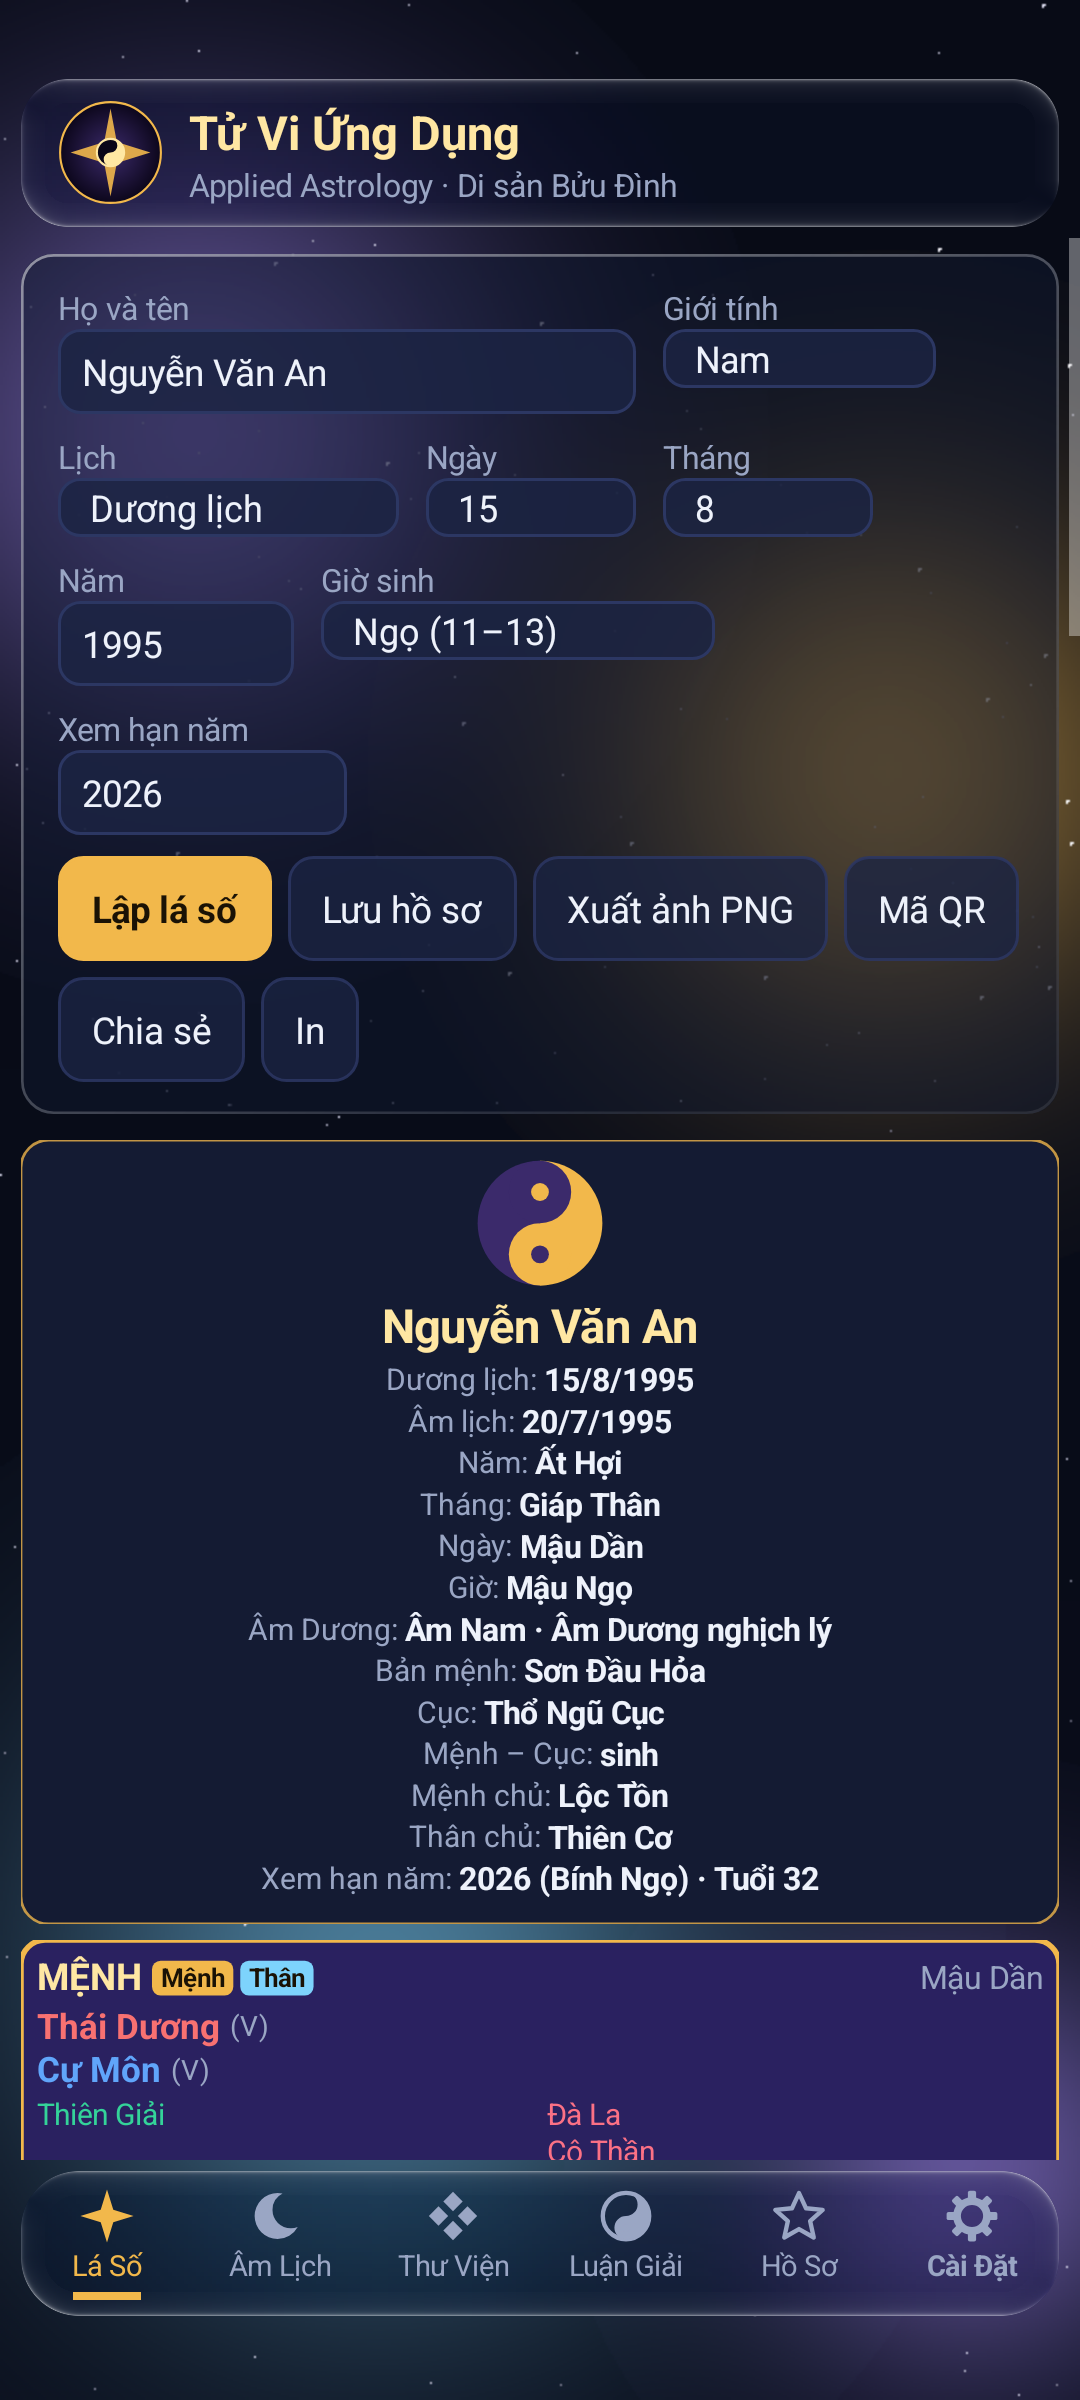 Tử Vi Ứng Dụng
Applied Astrology · Di sản Bửu Đình
Họ và tên
Giới tính
Nguyễn Văn An
Nam
Lịch
Ngày
Tháng
Dương lịch
15
8
Năm
Giờ sinh
1995
Ngọ (11–13)
Xem hạn năm
2026
Lập lá số
Lưu hồ sơ
Xuất ảnh PNG
Mã QR
Chia sẻ
In
Nguyễn Văn An
Dương lịch: 15/8/1995
Âm lịch: 20/7/1995
Năm: Ất Hợi
Tháng: Giáp Thân
Ngày: Mậu Dần
Giờ: Mậu Ngọ
Âm Dương: Âm Nam · Âm Dương nghịch lý
Bản mệnh: Sơn Đầu Hỏa
Cục: Thổ Ngũ Cục
Mệnh – Cục: sinh
Mệnh chủ: Lộc Tồn
Thân chủ: Thiên Cơ
Xem hạn năm: 2026 (Bính Ngọ) · Tuổi 32
MỆNH Mệnh Thân
Mậu Dần
Thái Dương (V)
Cự Môn (V)
Thiên Giải
Đà La
Cô Thần
Lá Số
Âm Lịch
Thư Viện
Luận Giải
Hồ Sơ
Cài Đặt